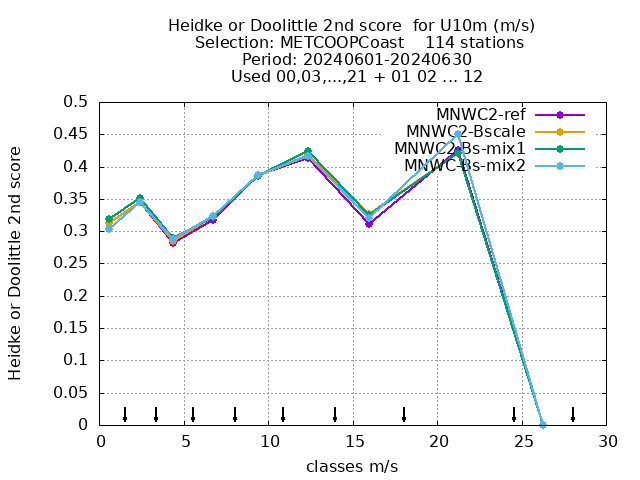 Heidke or Doolittle 2nd score  for U10m (m/s)
Selection: METCOOPCoast    114 stations
Period: 20240601-20240630
Used 00,03,...,21 + 01 02 ... 12
Heidke or Doolittle 2nd score
0.5
0.45
0.4
0.35
0.3
0.25
0.2
0.15
0.1
0.05
0
MNWC2-ref
MNWC2-Bscale
MNWC2-Bs-mix1
MNWC-Bs-mix2
0 5 10 15 20 25 30
classes m/s